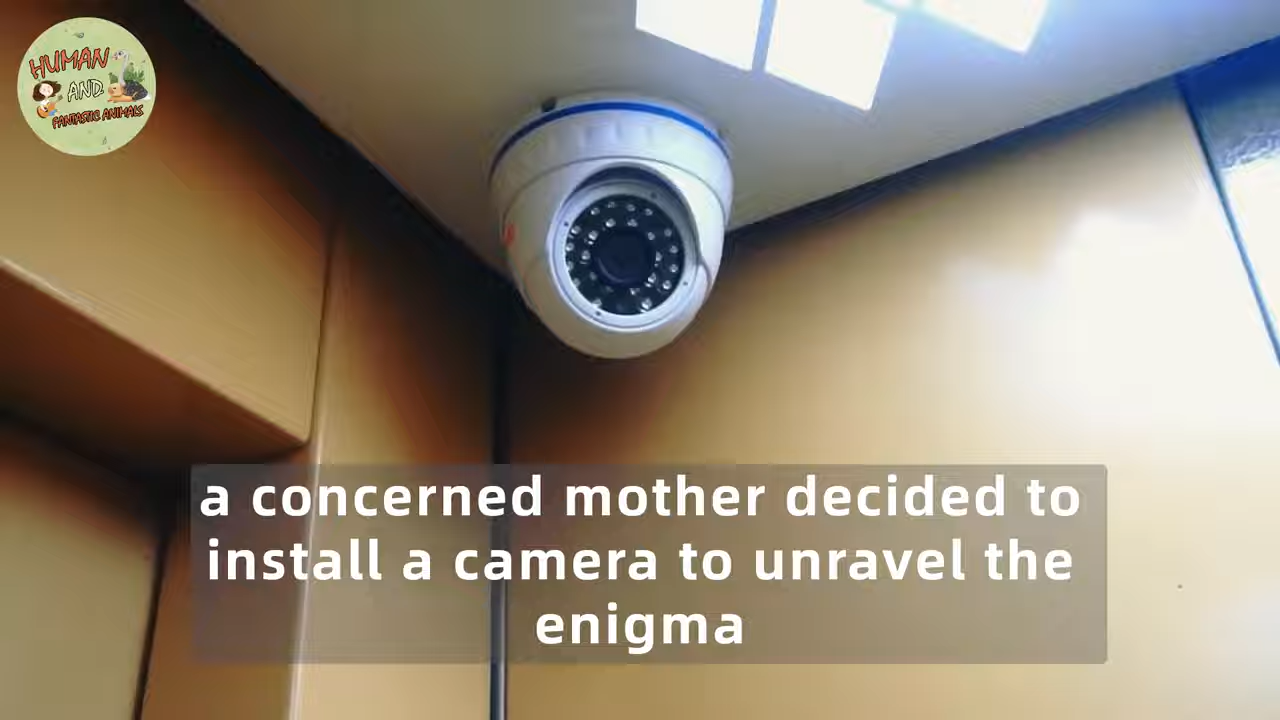 HUMAN
AND
FANTASTIC ANIMALS
a concerned mother decided to
install a camera to unravel the
enigma